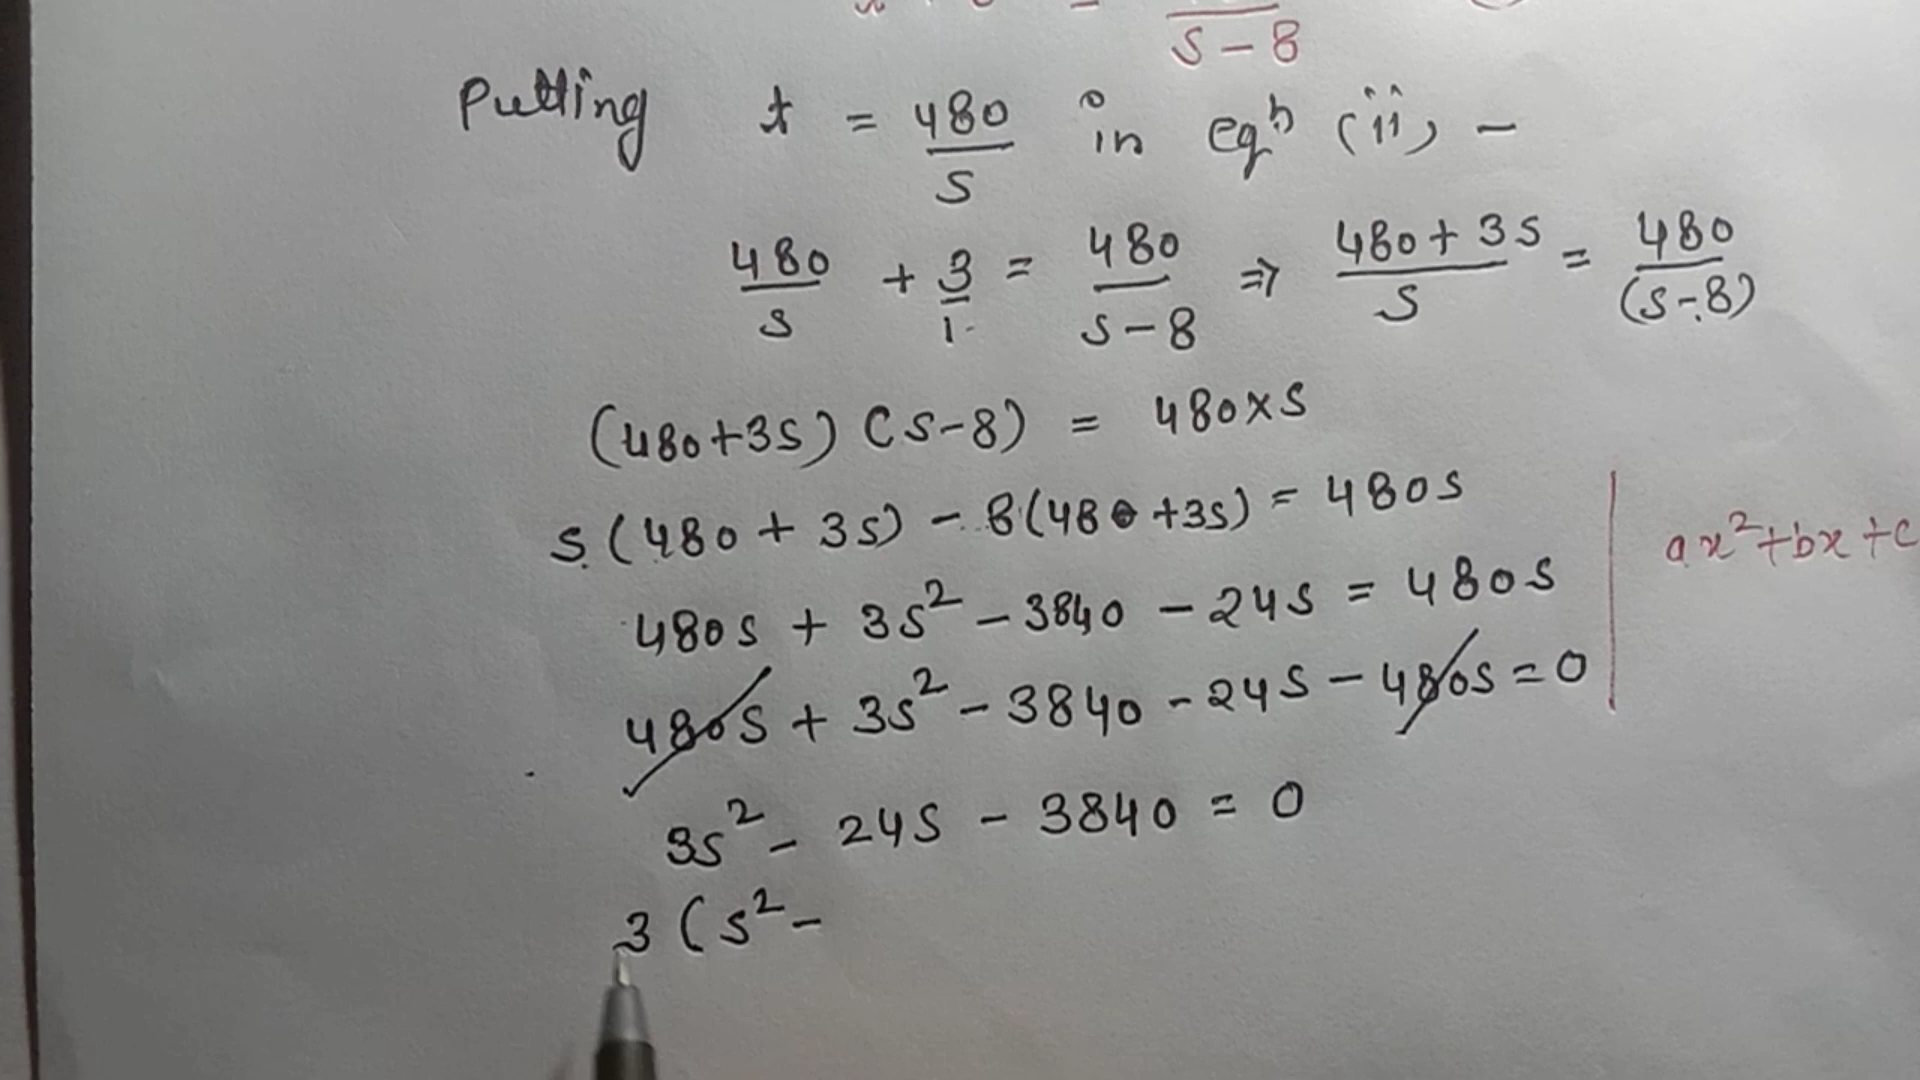 s-8
Putting t = 480/s in eqn (ii) -
480/s + 3/1 = 480/s-8 ⇒ 480+3s/s = 480/(s-8)
(480+3s) (s-8) = 480×s
s(480 + 3s) - 8(480+3s) = 480s
ax²+bx+c
480s + 3s² - 3840 - 24s = 480s
480s + 3s² - 3840 - 24s - 480s = 0
3s² - 24s - 3840 = 0
3 (s² -